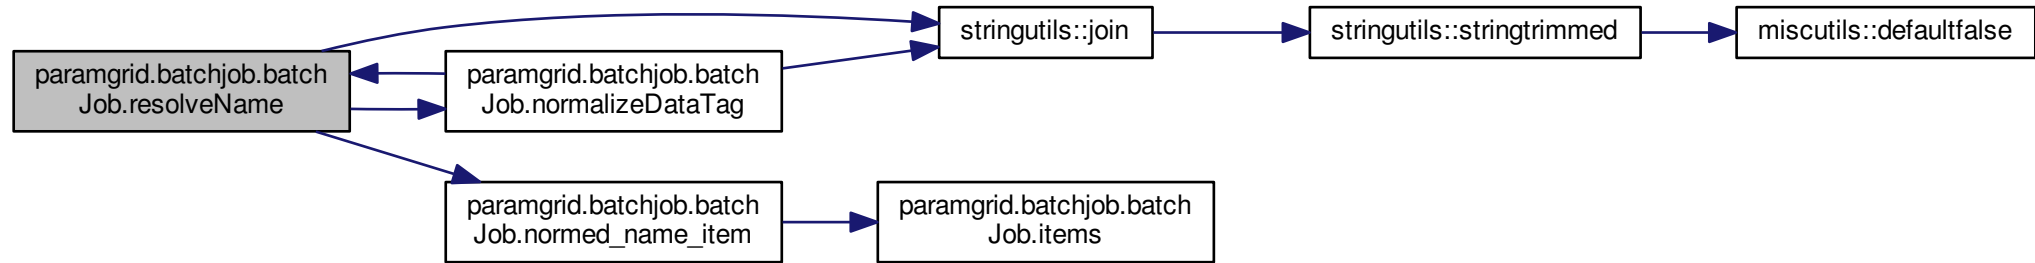 paramgrid.batchjob.batch
Job.resolveName
paramgrid.batchjob.batch
Job.normalizeDataTag
stringutils::join
stringutils::stringtrimmed
miscutils::defaultfalse
paramgrid.batchjob.batch
Job.normed_name_item
paramgrid.batchjob.batch
Job.items